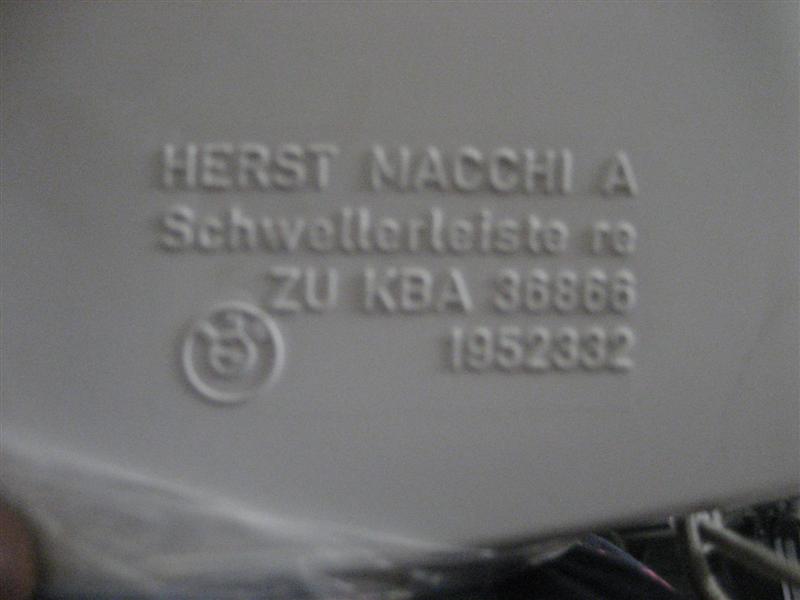 HERST MACCHI A
Schwellerleiste re
ZU KBA 36866
1952332